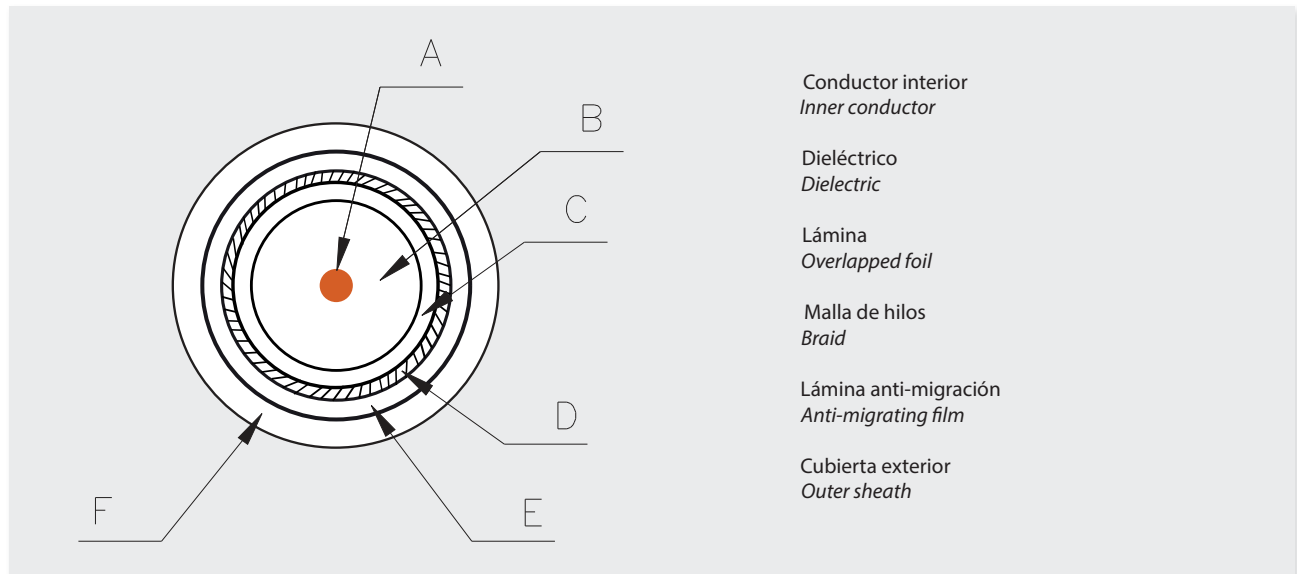 A
B
C
D
E
F
Conductor interior
Inner conductor
Dieléctrico
Dielectric
Lámina
Overlapped foil
Malla de hilos
Braid
Lámina anti-migración
Anti-migrating film
Cubierta exterior
Outer sheath